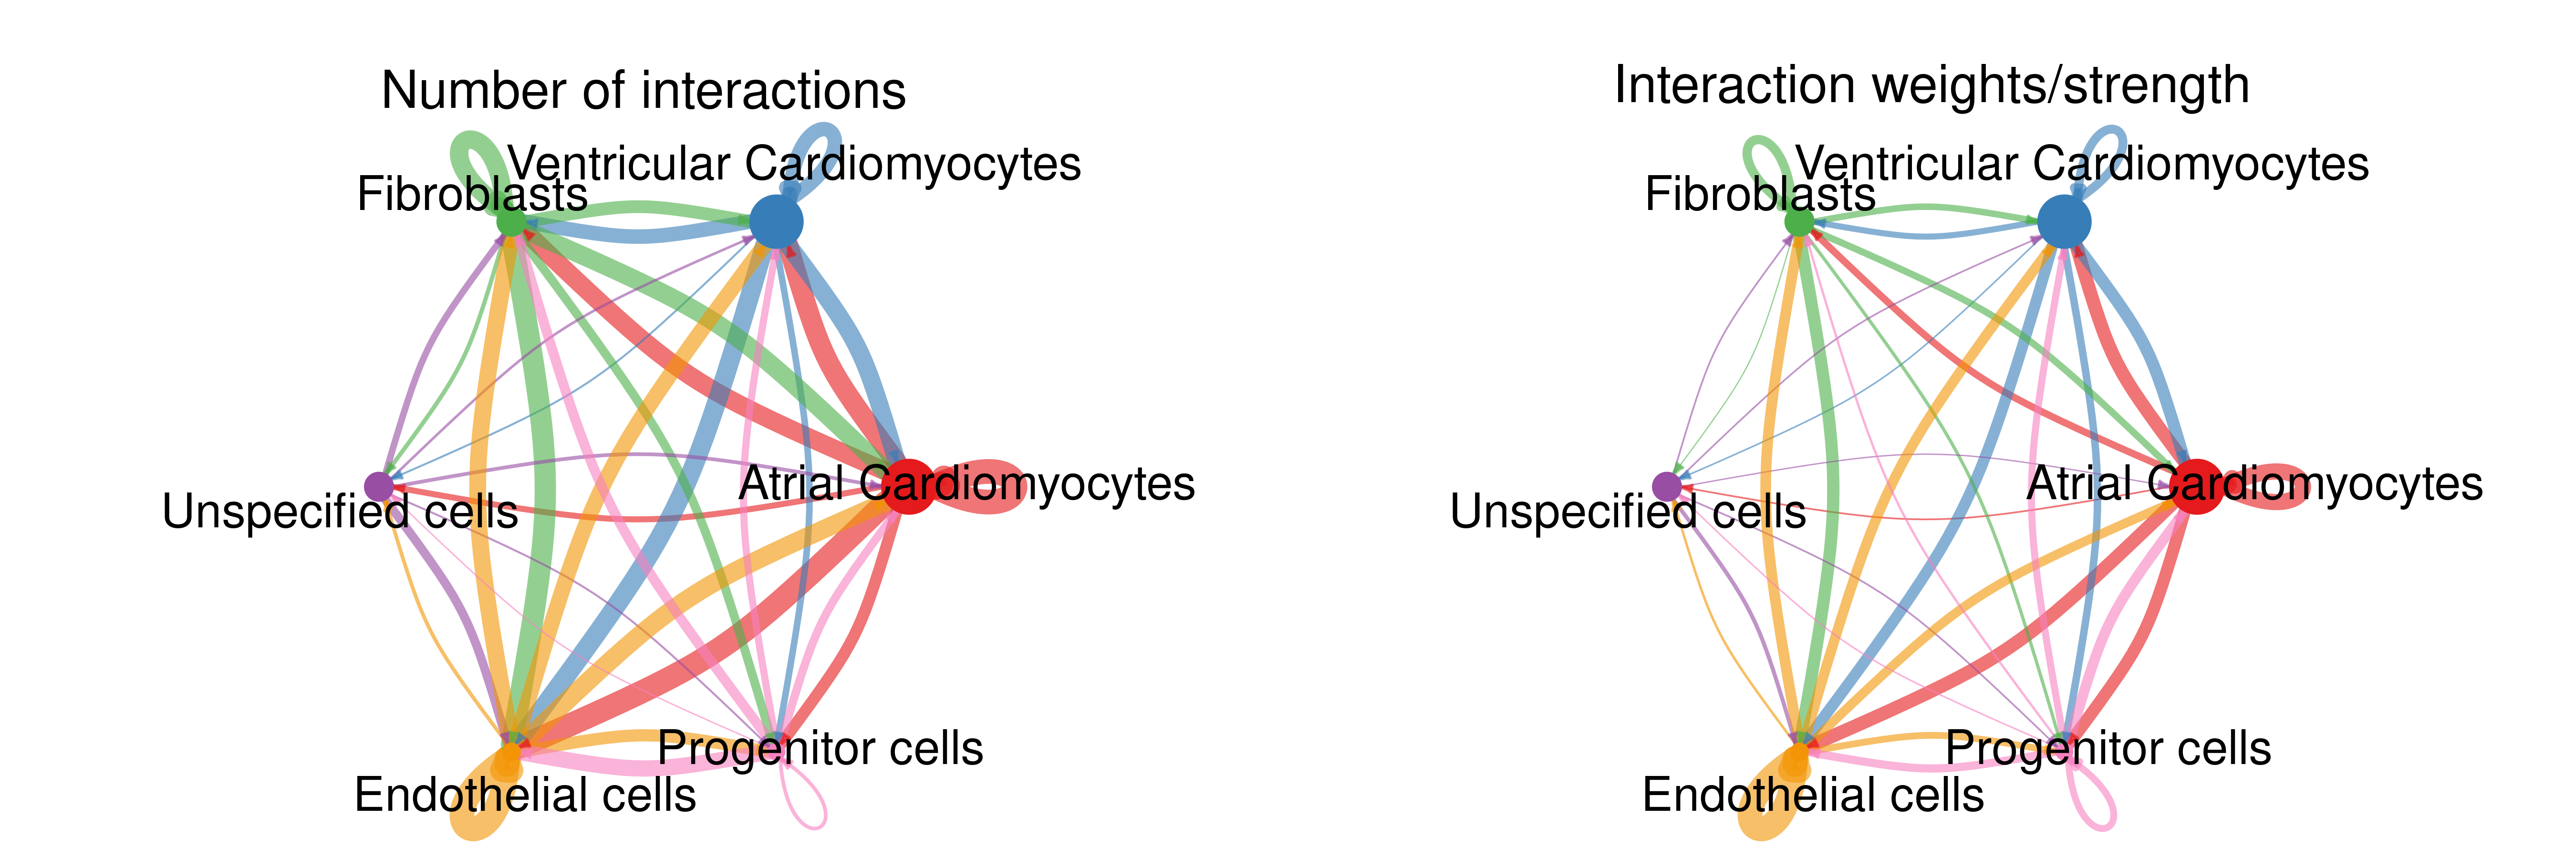 Number of interactions
Ventricular Cardiomyocytes
Fibroblasts
Atrial Cardiomyocytes
Unspecified cells
Progenitor cells
Endothelial cells
Interaction weights/strength
Ventricular Cardiomyocytes
Fibroblasts
Atrial Cardiomyocytes
Unspecified cells
Progenitor cells
Endothelial cells